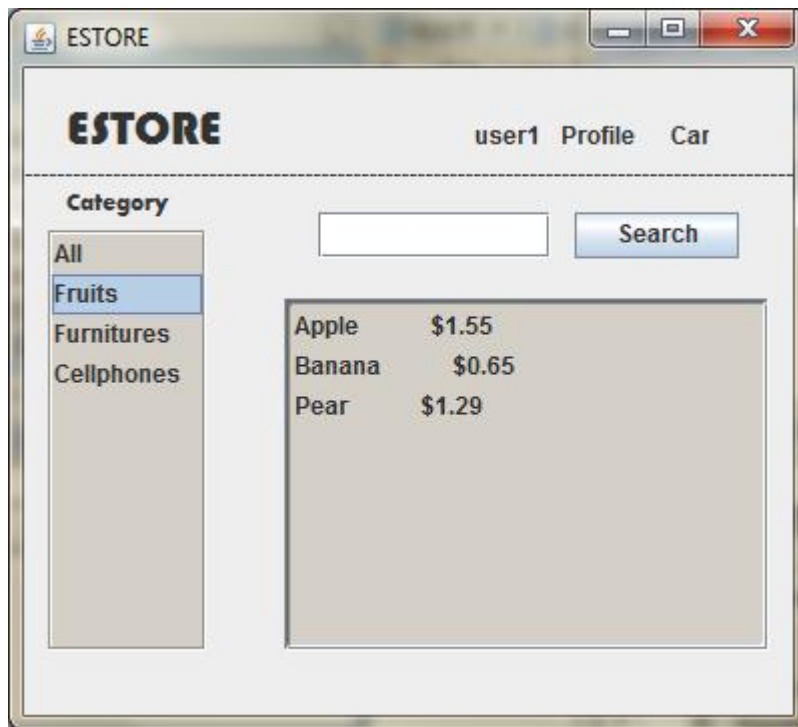 ESTORE
ESTORE
user1 Profile Car
Category
Search
All
Fruits
Furnitures
Cellphones
Apple $1.55
Banana $0.65
Pear $1.29